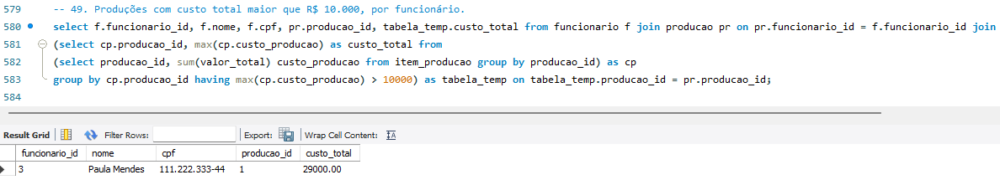 579 -- 49. Produções com custo total maior que R$ 10.000, por funcionário.
580 select f.funcionario_id, f.nome, f.cpf, pr.producao_id, tabela_temp.custo_total from funcionario f join producao pr on pr.funcionario_id = f.funcionario_id join
581 (select cp.producao_id, max(cp.custo_producao) as custo_total from
582 (select producao_id, sum(valor_total) custo_producao from item_producao group by producao_id) as cp
583 group by cp.producao_id having max(cp.custo_producao) > 10000) as tabela_temp on tabela_temp.producao_id = pr.producao_id;
584
Result Grid Filter Rows: Export: Wrap Cell Content:
funcionario_id nome cpf producao_id custo_total
3 Paula Mendes 111.222.333-44 1 29000.00